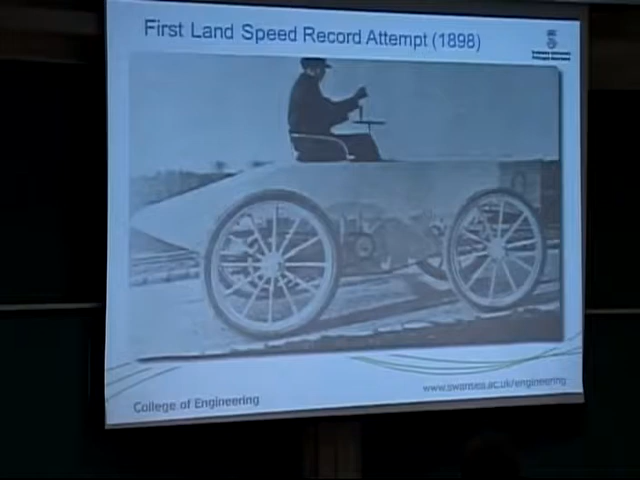 First Land Speed Record Attempt (1898)
College of Engineering
www.swansea.ac.uk/engineering